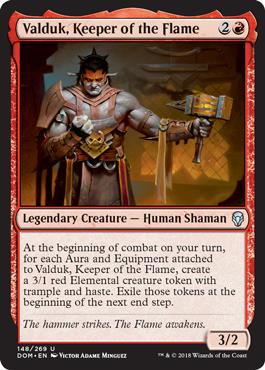 Valduk, Keeper of the Flame 2
Legendary Creature — Human Shaman
At the beginning of combat on your turn,
for each Aura and Equipment attached
to Valduk, Keeper of the Flame, create
a 3/1 red Elemental creature token with
trample and haste. Exile those tokens at
the beginning of the next end step.
The hammer strikes. The Flame awakens.
3/2
148/269 U
DOM • EN VICTOR ADAME MINGUEZ ™ & © 2018 Wizards of the Coast